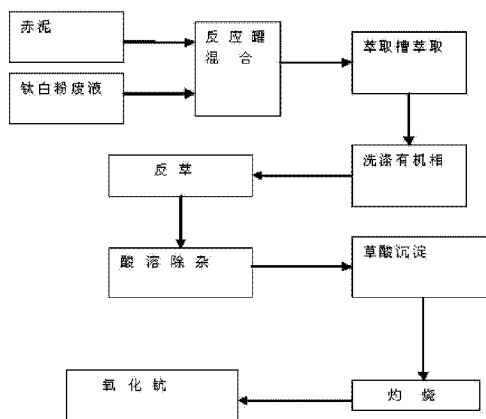 赤泥
反 应 罐
混 合
萃取槽萃取
钛白粉废液
洗涤有机相
反 萃
酸 溶 除 杂
草酸沉淀
氧 化 钪
灼 烧